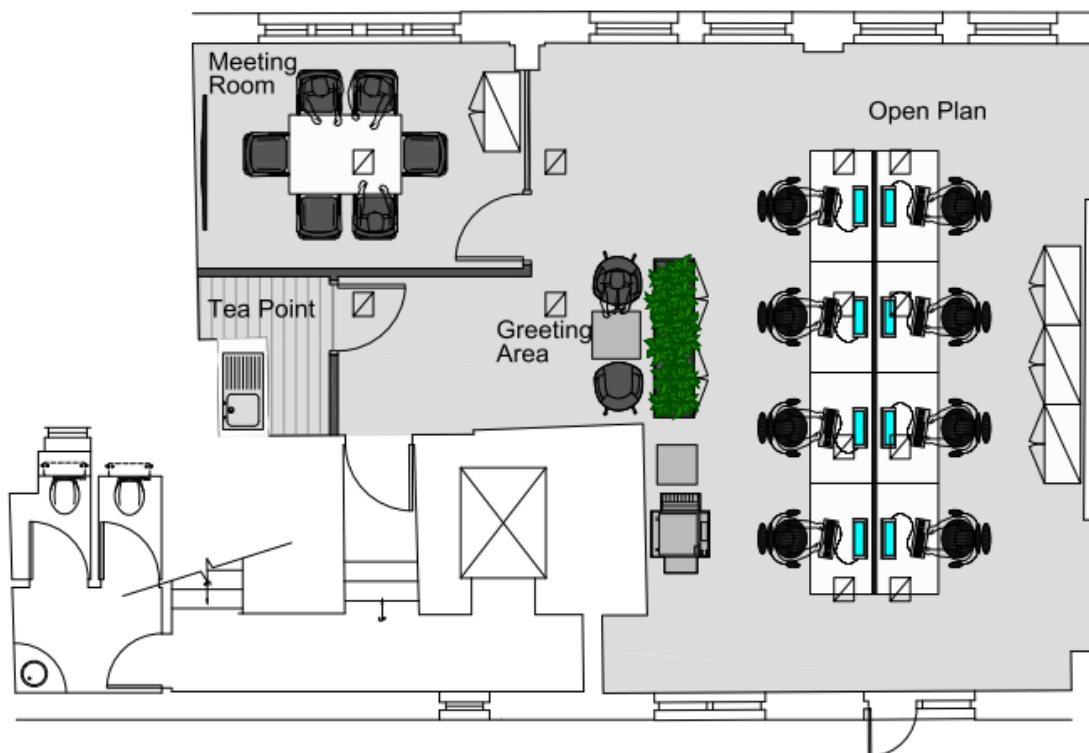 Meeting
Room
Open Plan
Tea Point
Greeting
Area